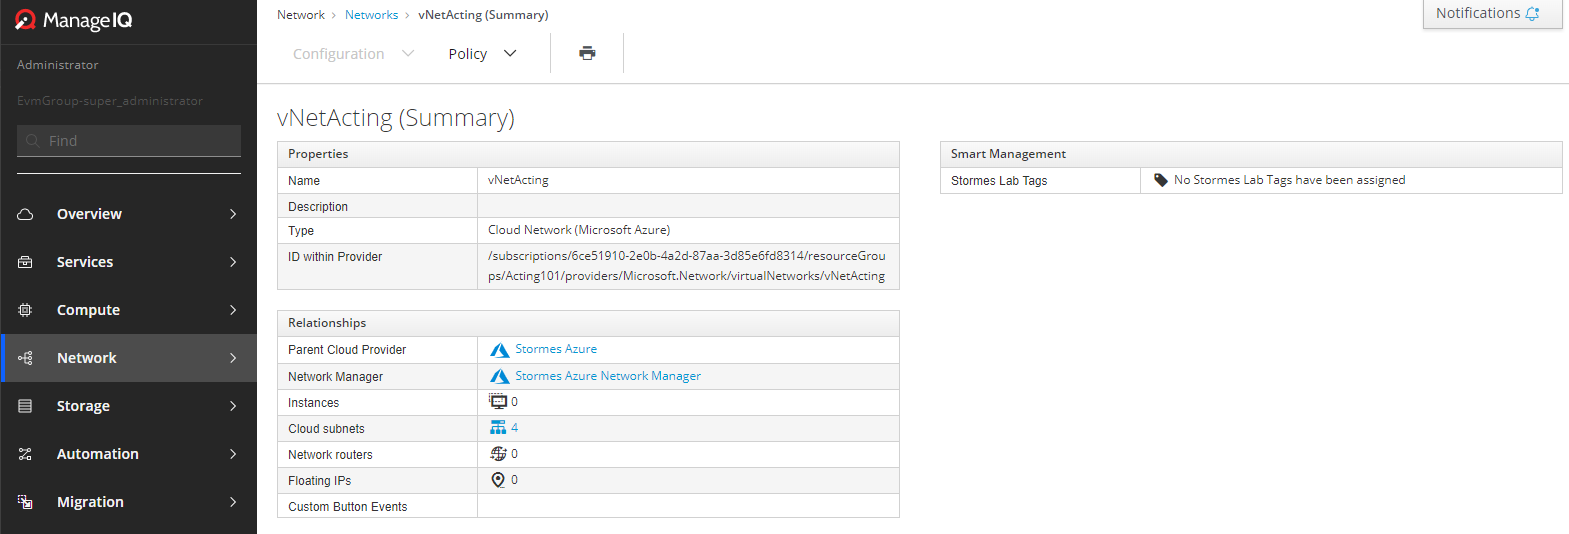 ManageIQ
Administrator
EvmGroup-super_administrator
Find
Overview
Services
Compute
Network
Storage
Automation
Migration
Network > Networks > vNetActing (Summary)
Notifications
Configuration
Policy
vNetActing (Summary)
Properties
Name vNetActing
Description
Type Cloud Network (Microsoft Azure)
ID within Provider /subscriptions/6ce51910-2e0b-4a2d-87aa-3d85e6fd8314/resourceGrou
ps/Acting101/providers/Microsoft.Network/virtualNetworks/vNetActing
Relationships
Parent Cloud Provider Stormes Azure
Network Manager Stormes Azure Network Manager
Instances 0
Cloud subnets 4
Network routers 0
Floating IPs 0
Custom Button Events
Smart Management
Stormes Lab Tags No Stormes Lab Tags have been assigned